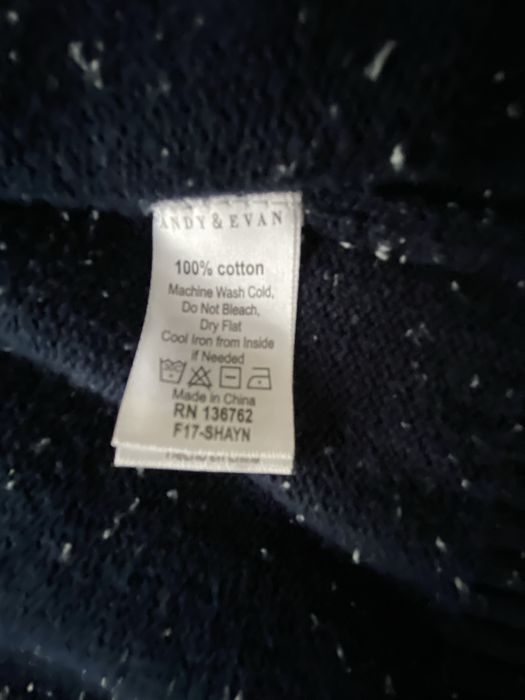 ANDY & EVAN
100% cotton
Machine Wash Cold,
Do Not Bleach,
Dry Flat
Cool Iron from Inside
if Needed
Made in China
RN 136762
F17-SHAYN